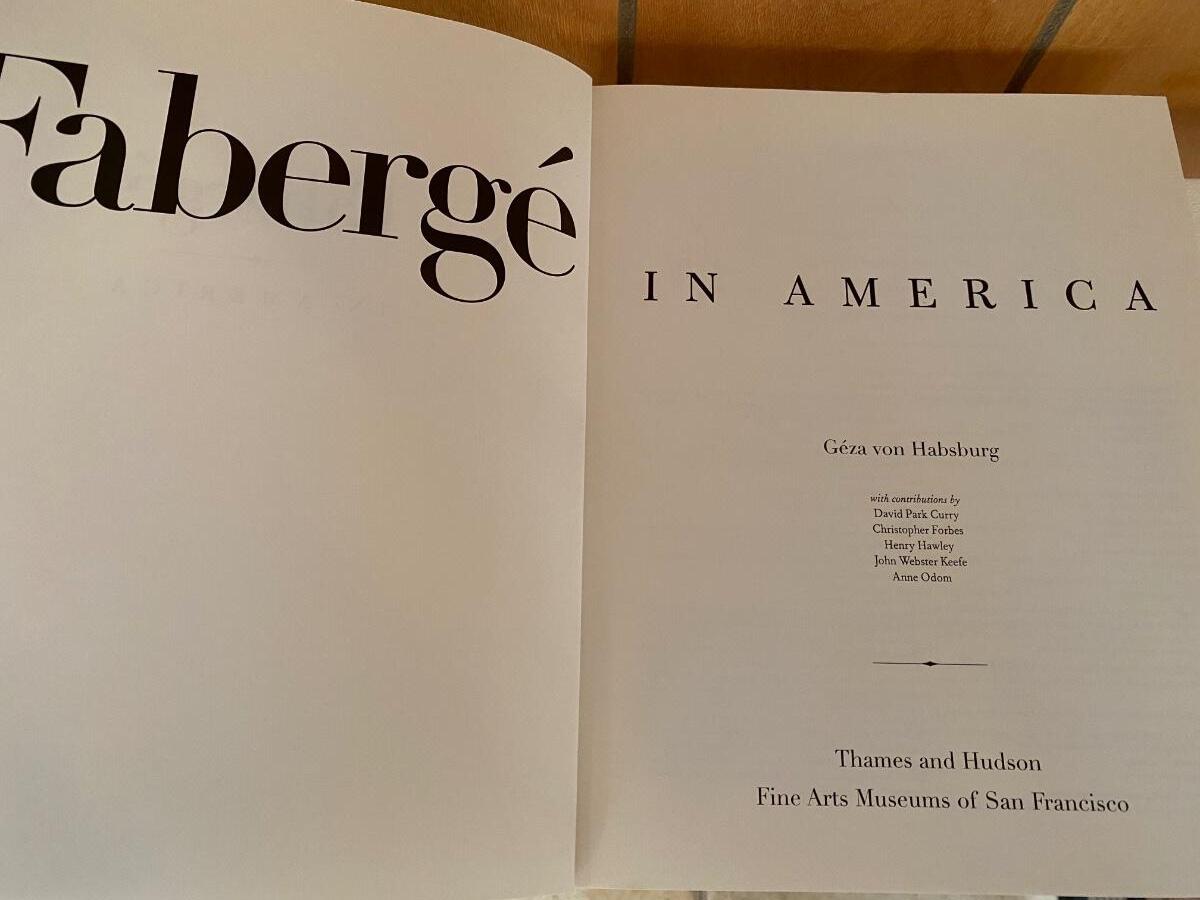 Fabergé
IN AMERICA
Géza von Habsburg
with contributions by
David Park Curry
Christopher Forbes
Henry Hawley
John Webster Keefe
Anne Odom
Thames and Hudson
Fine Arts Museums of San Francisco